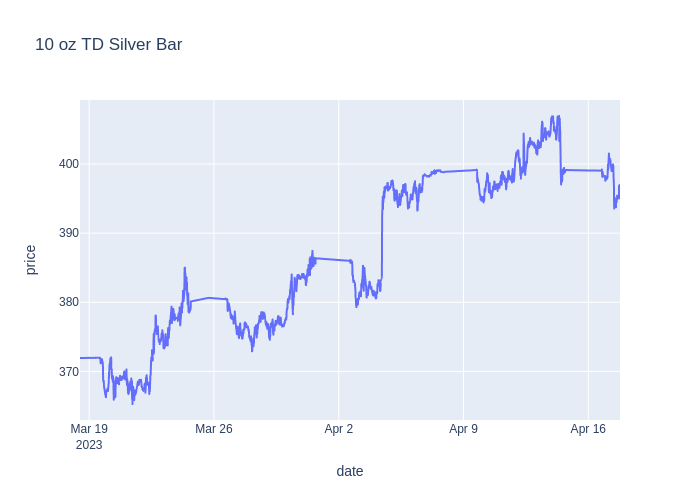 10 oz TD Silver Bar
400
390
380
370
price
Mar 19
2023
Mar 26
Apr 2
Apr 9
Apr 16
date